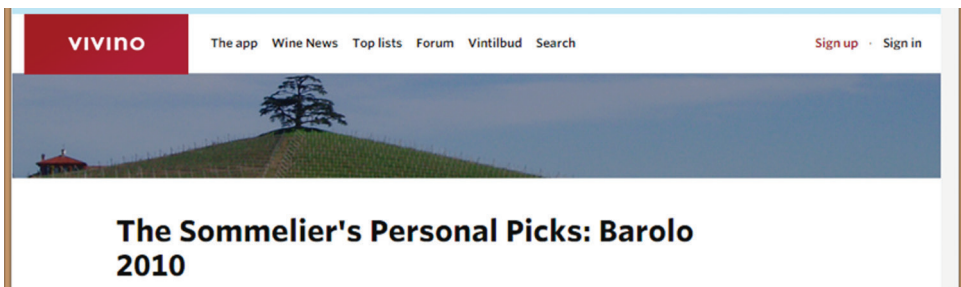 vivino The app Wine News Top lists Forum Vintilbud Search Sign up · Sign in
The Sommelier's Personal Picks: Barolo
2010